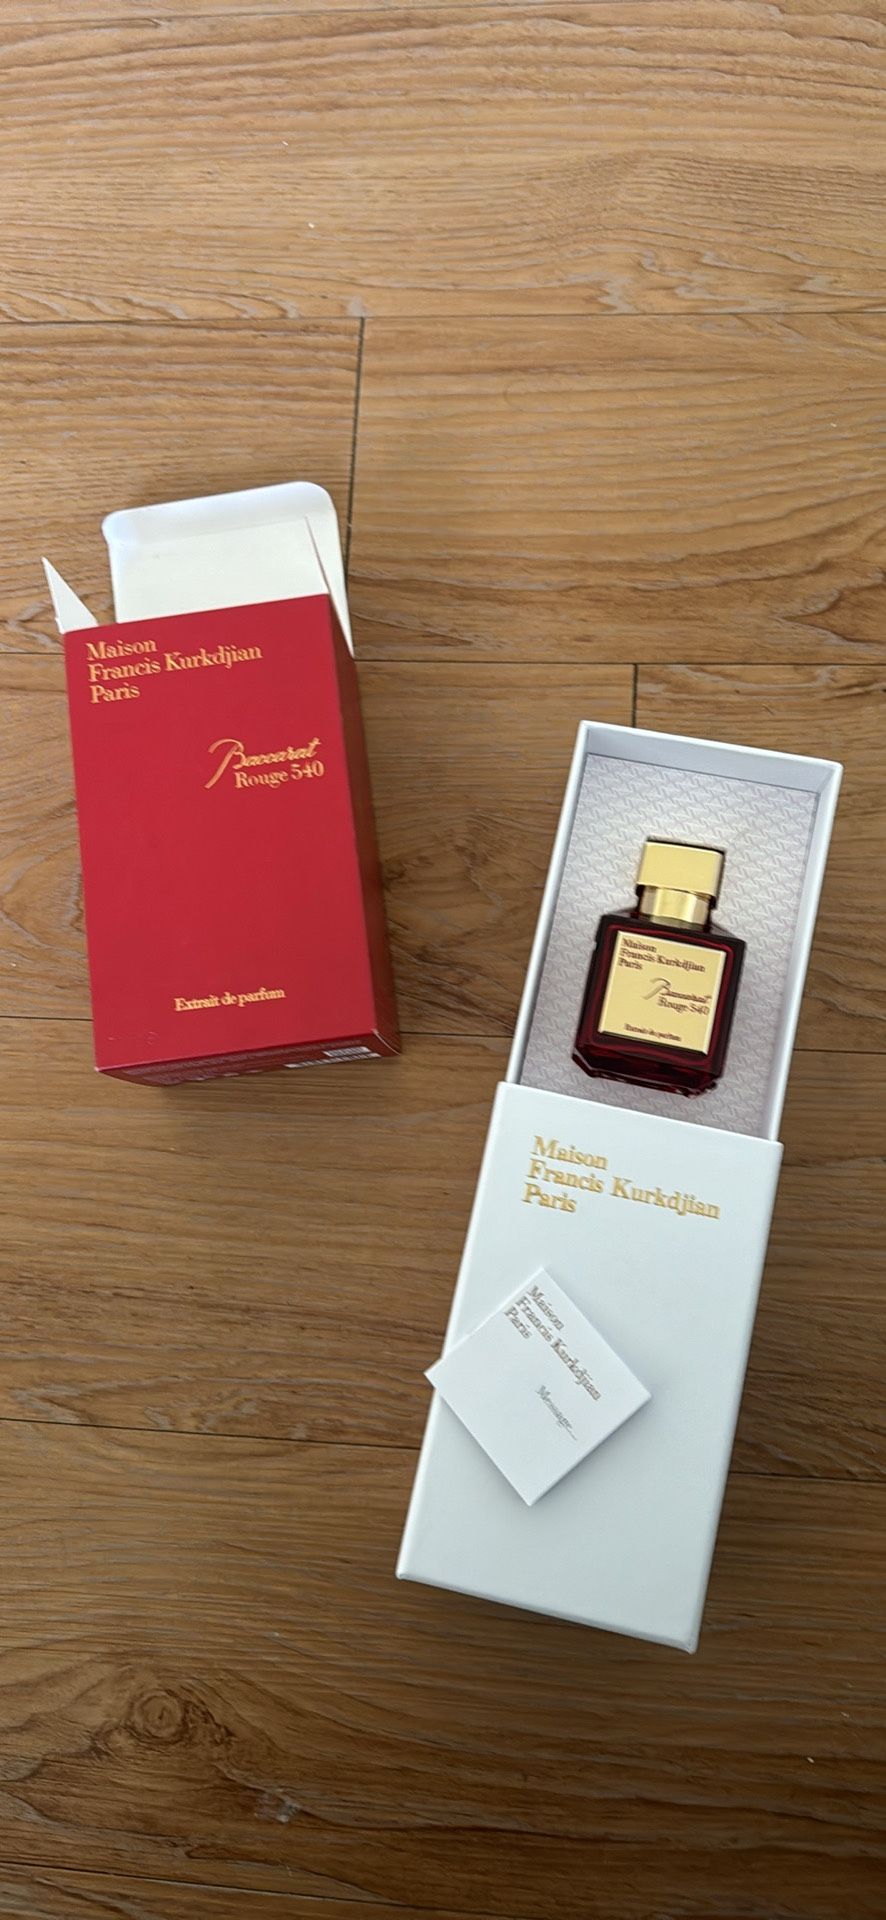 Maison
Francis Kurkdjian
Paris
Baccarat
Rouge 540
Extrait de parfum
Maison
Francis Kurkdjian
Paris
Baccarat
Rouge 540
Extrait de parfum
Maison
Francis Kurkdjian
Paris
Maison
Francis Kurkdjian
Paris
Message